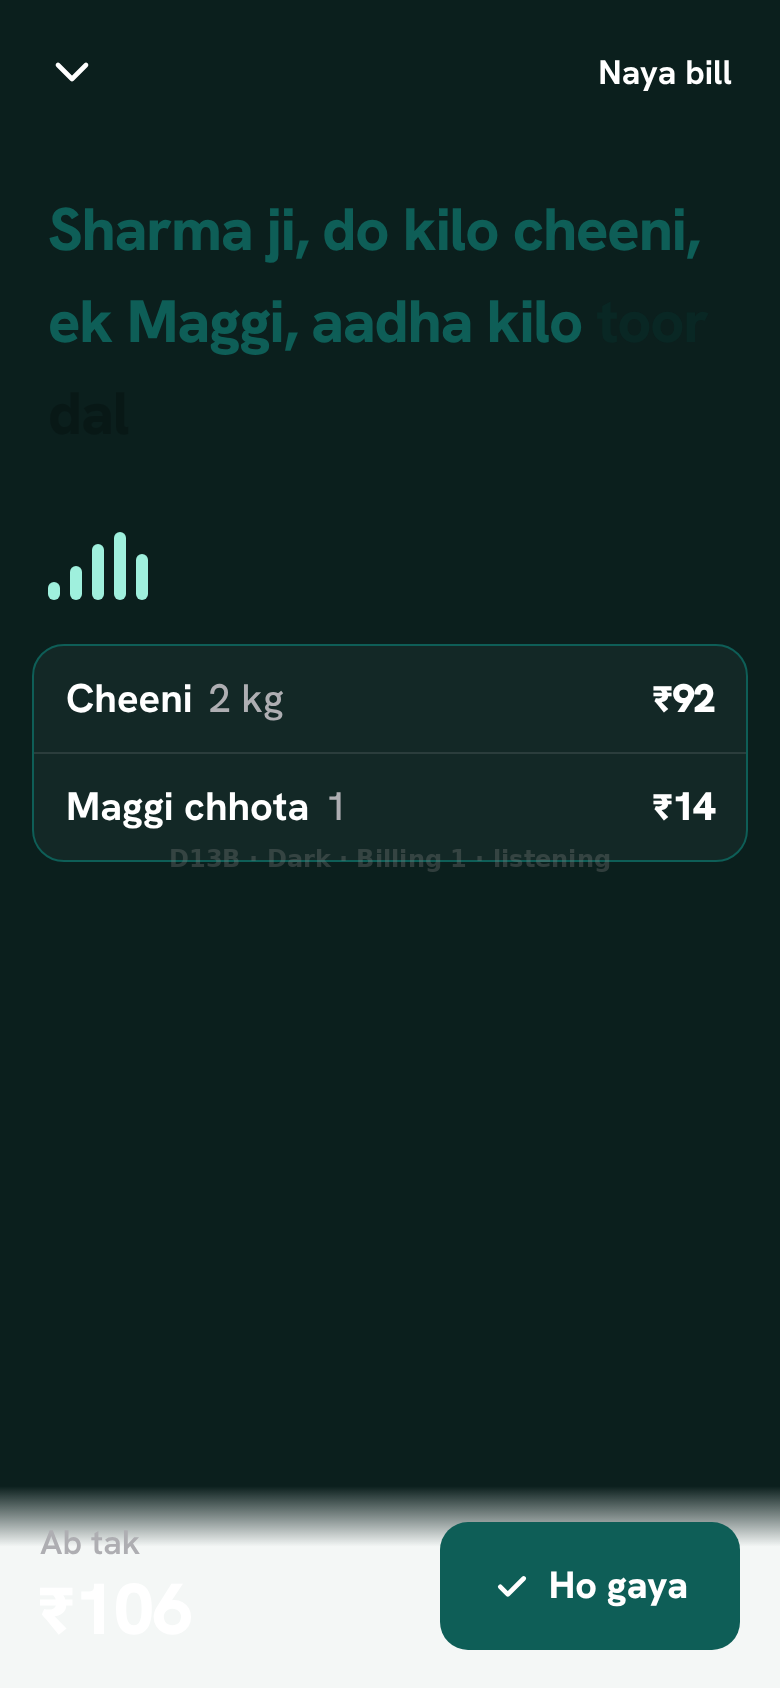 Naya bill
Sharma ji, do kilo cheeni,
ek Maggi, aadha kilo toor
dal
Cheeni 2 kg ₹92
Maggi chhota 1 ₹14
D13B · Dark · Billing 1 · listening
Ab tak
₹106
Ho gaya